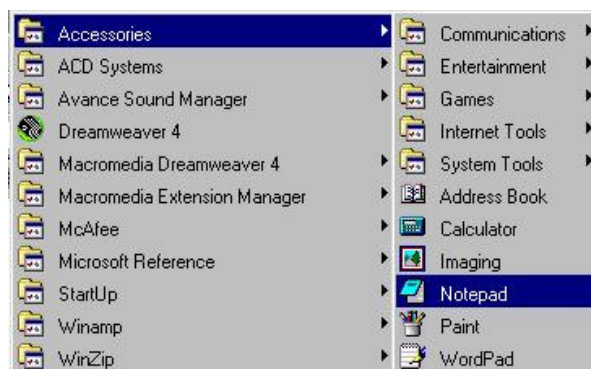 Accessories
ACD Systems
Avance Sound Manager
Dreamweaver 4
Macromedia Dreamweaver 4
Macromedia Extension Manager
McAfee
Microsoft Reference
StartUp
Winamp
WinZip
Communications
Entertainment
Games
Internet Tools
System Tools
Address Book
Calculator
Imaging
Notepad
Paint
WordPad